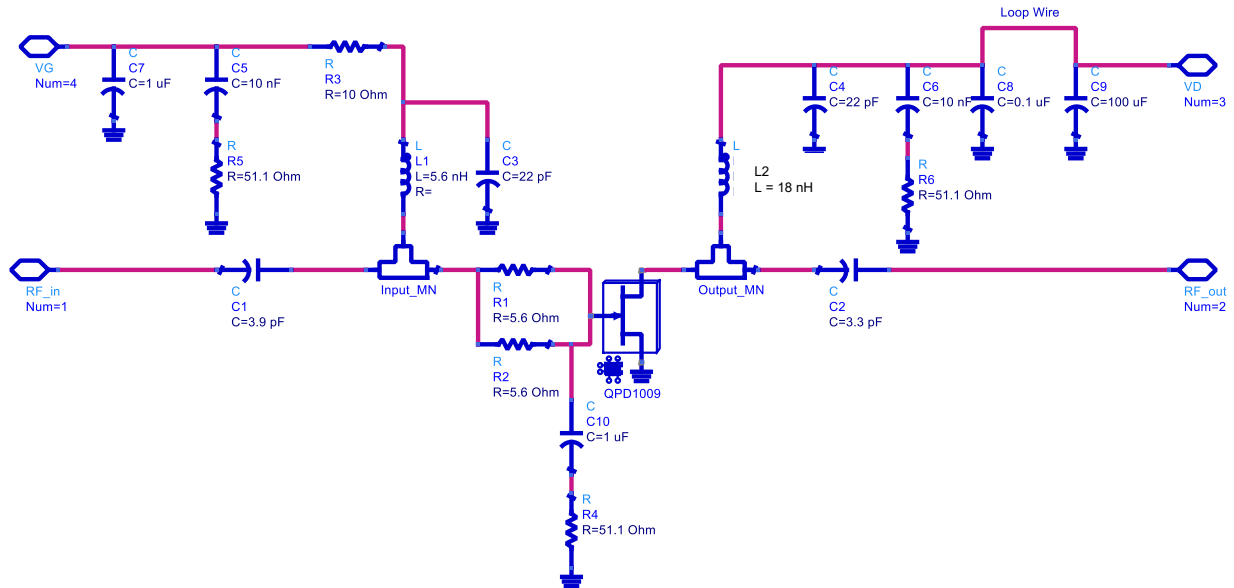 Loop Wire
VG
Num=4
C
C7
C=1 uF
C
C5
C=10 nF
R
R3
R=10 Ohm
C
C4
C=22 pF
C
C6
C=10 nF
C
C8
C=0.1 uF
C
C9
C=100 uF
VD
Num=3
R
R5
R=51.1 Ohm
L
L1
L=5.6 nH
R=
C
C3
C=22 pF
L
L2
L = 18 nH
R
R6
R=51.1 Ohm
RF_in
Num=1
C
C1
C=3.9 pF
Input_MN
R
R1
R=5.6 Ohm
R
R2
R=5.6 Ohm
QPD1009
Output_MN
C
C2
C=3.3 pF
RF_out
Num=2
C
C10
C=1 uF
R
R4
R=51.1 Ohm